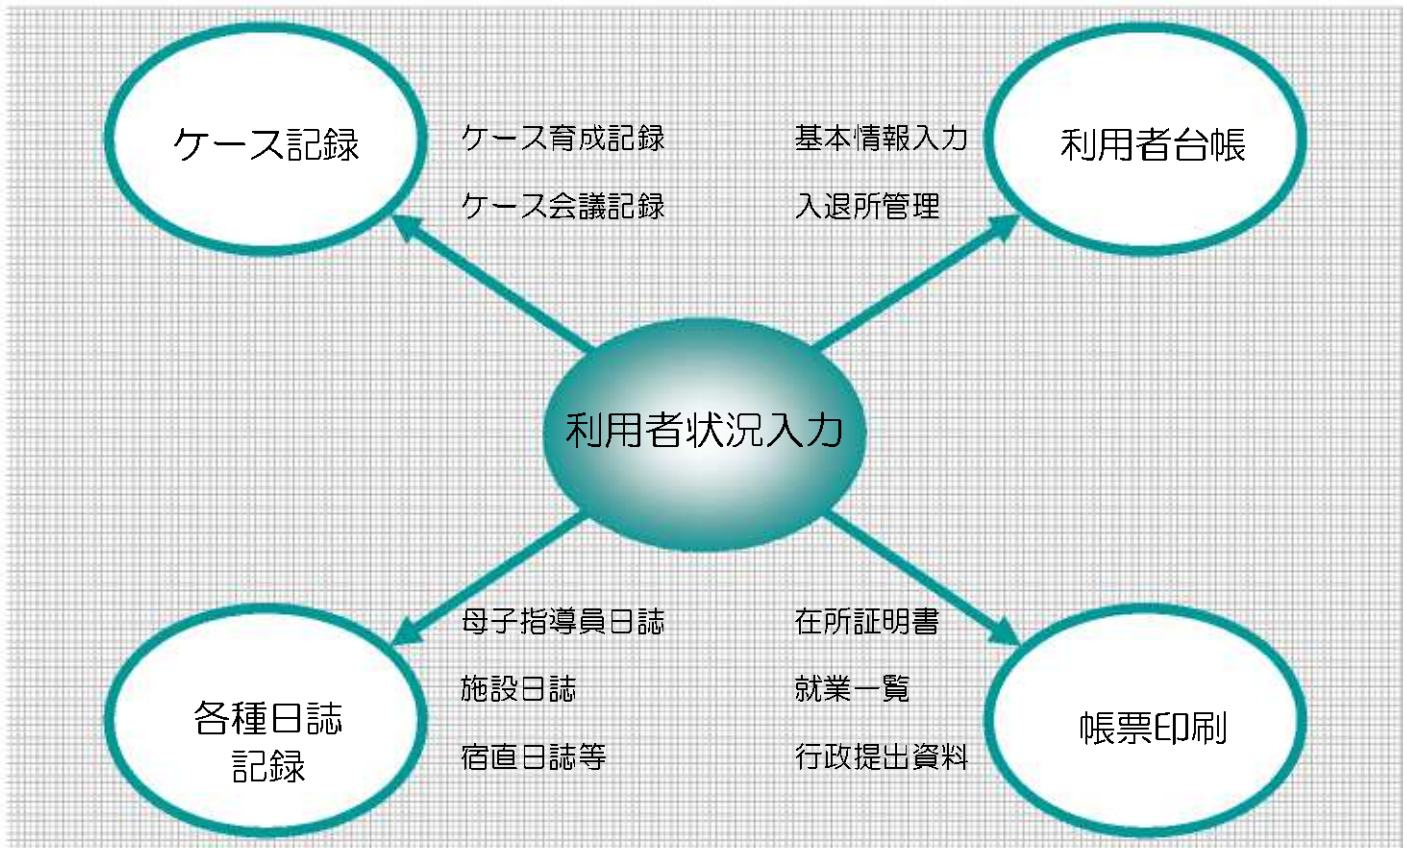 ケース記録
ケース育成記録
ケース会議記録
基本情報入力
入退所管理
利用者台帳
利用者状況入力
各種日誌
記録
母子指導員日誌
施設日誌
宿直日誌等
在所証明書
就業一覧
行政提出資料
帳票印刷